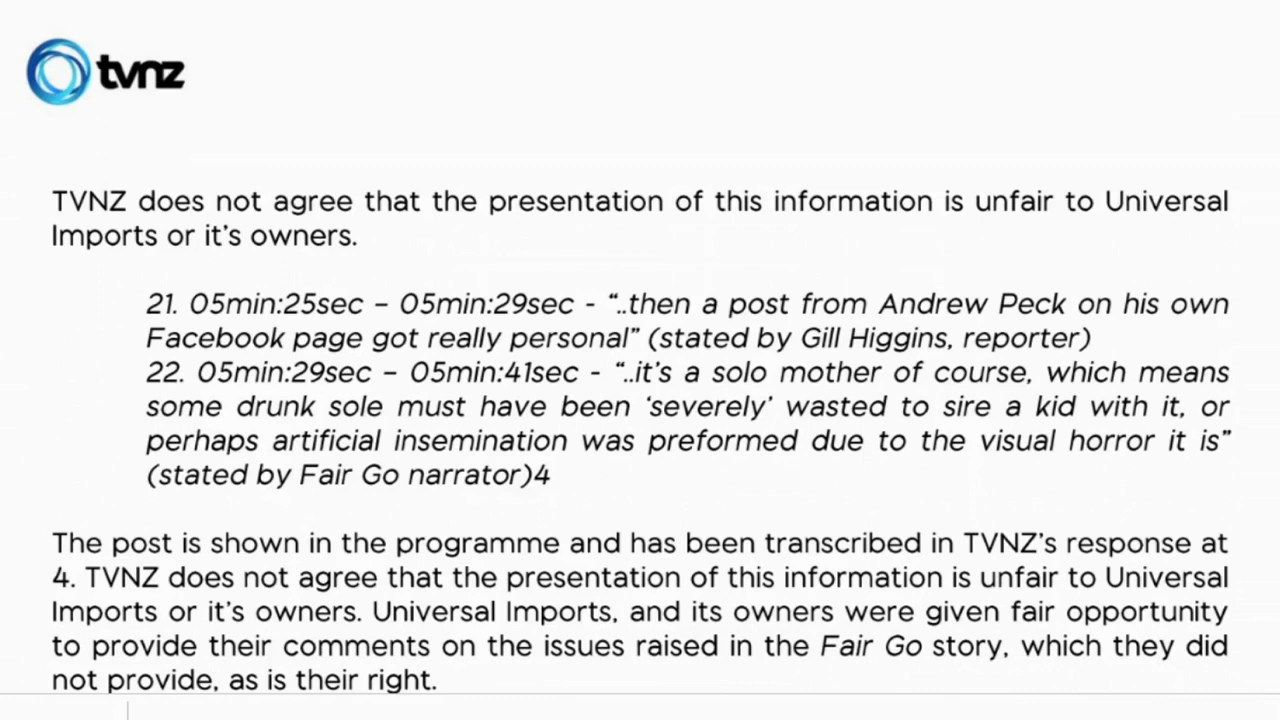 tvnz
TVNZ does not agree that the presentation of this information is unfair to Universal
Imports or it’s owners.
21. 05min:25sec – 05min:29sec - “..then a post from Andrew Peck on his own
Facebook page got really personal” (stated by Gill Higgins, reporter)
22. 05min:29sec – 05min:41sec - “..it’s a solo mother of course, which means
some drunk sole must have been ‘severely’ wasted to sire a kid with it, or
perhaps artificial insemination was preformed due to the visual horror it is”
(stated by Fair Go narrator)4
The post is shown in the programme and has been transcribed in TVNZ’s response at
4. TVNZ does not agree that the presentation of this information is unfair to Universal
Imports or it’s owners. Universal Imports, and its owners were given fair opportunity
to provide their comments on the issues raised in the Fair Go story, which they did
not provide, as is their right.